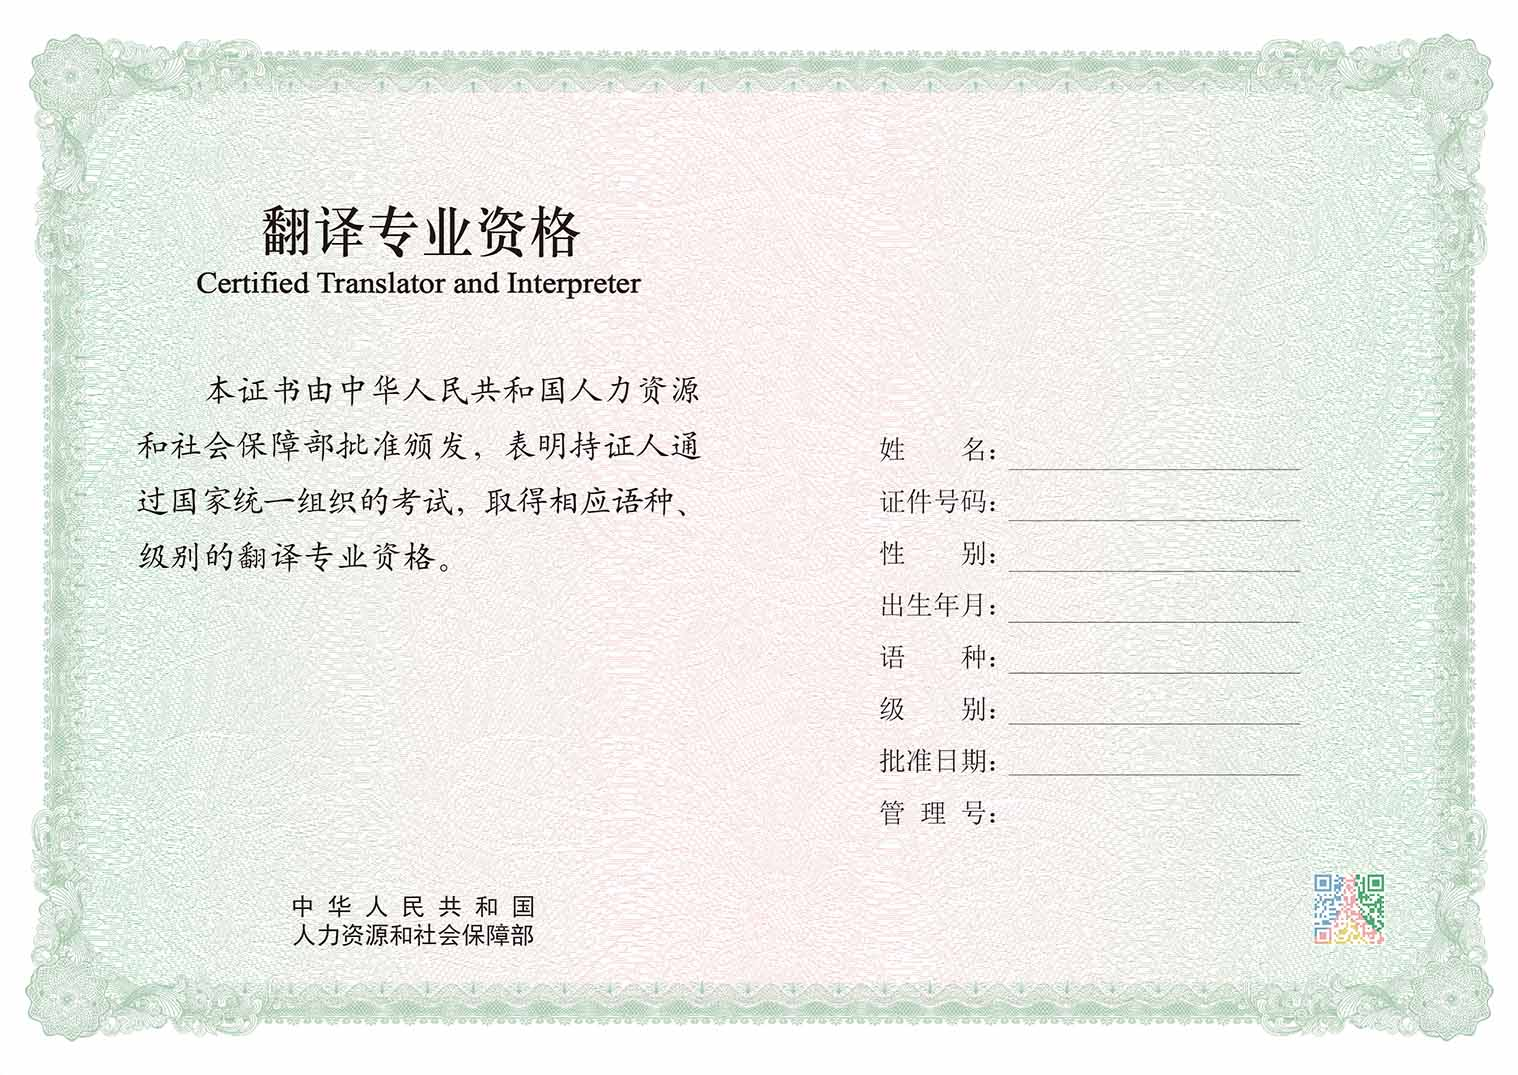 翻译专业资格
Certified Translator and Interpreter
本证书由中华人民共和国人力资源
和社会保障部批准颁发，表明持证人通
过国家统一组织的考试，取得相应语种、
级别的翻译专业资格。
中华人民共和国
人力资源和社会保障部
姓名：
证件号码：
性别：
出生年月：
语种：
级别：
批准日期：
管理号：